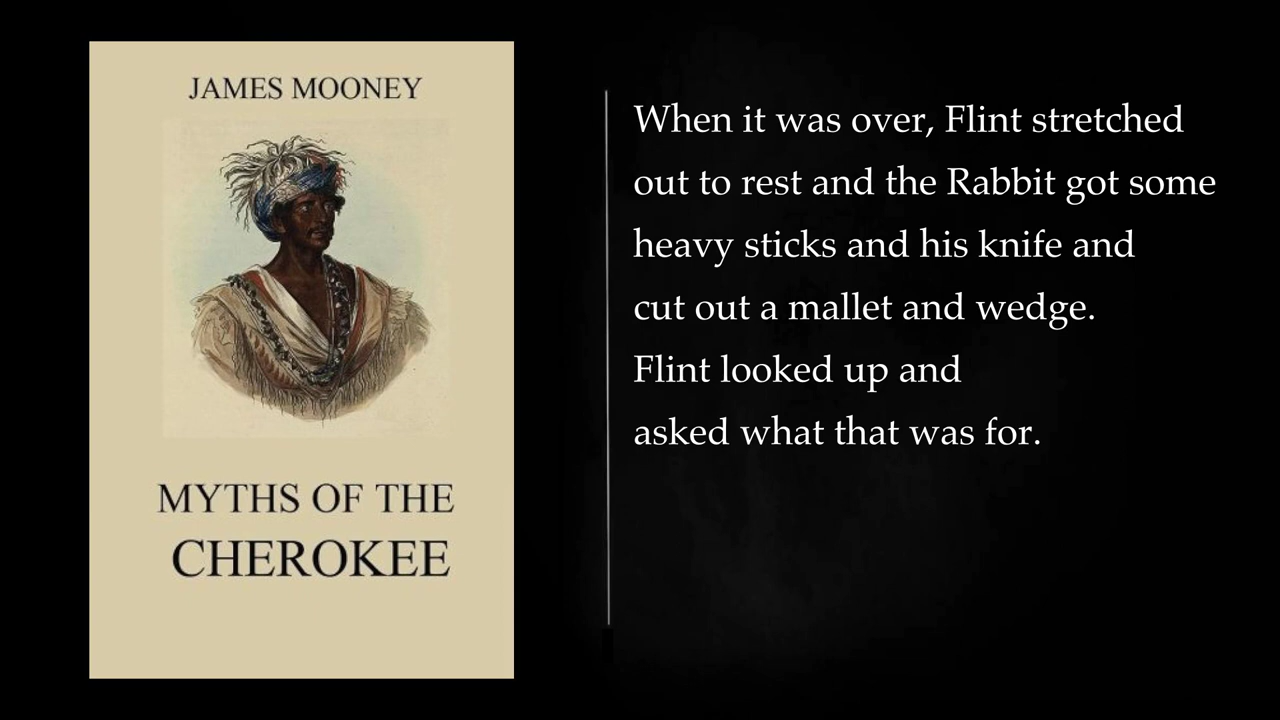 JAMES MOONEY
MYTHS OF THE
CHEROKEE
When it was over, Flint stretched
out to rest and the Rabbit got some
heavy sticks and his knife and
cut out a mallet and wedge.
Flint looked up and
asked what that was for.